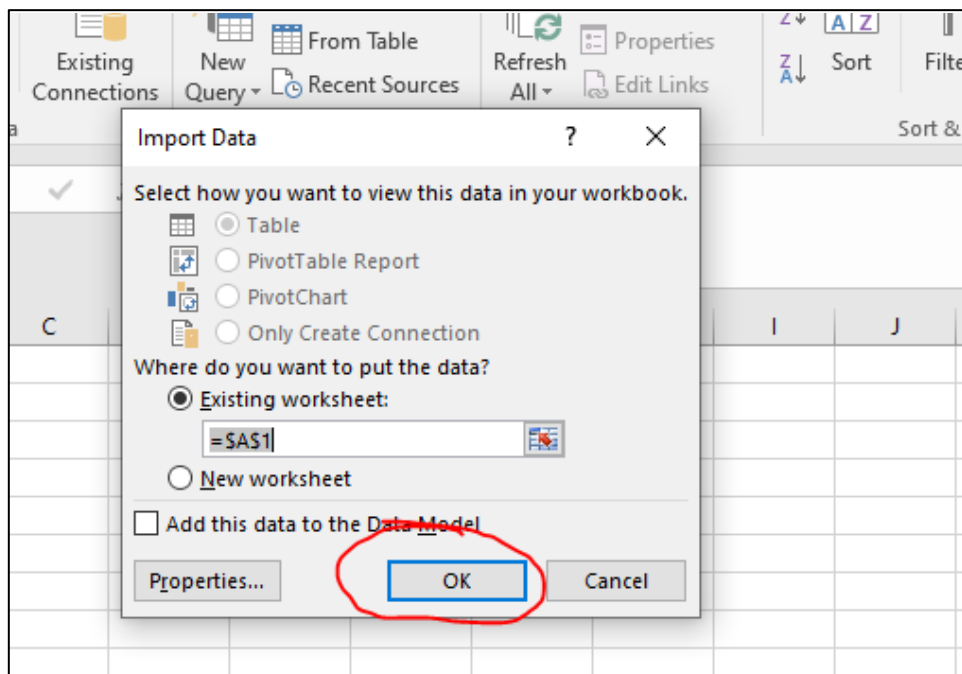 Existing Connections
New Query
From Table
Recent Sources
Refresh All
Properties
Edit Links
Z A
A Z
Sort
Sort &
Import Data ? X
Select how you want to view this data in your workbook.
Table
PivotTable Report
PivotChart
Only Create Connection
Where do you want to put the data?
Existing worksheet:
=$A$1
New worksheet
Add this data to the Data Model
Properties... OK Cancel
C I J